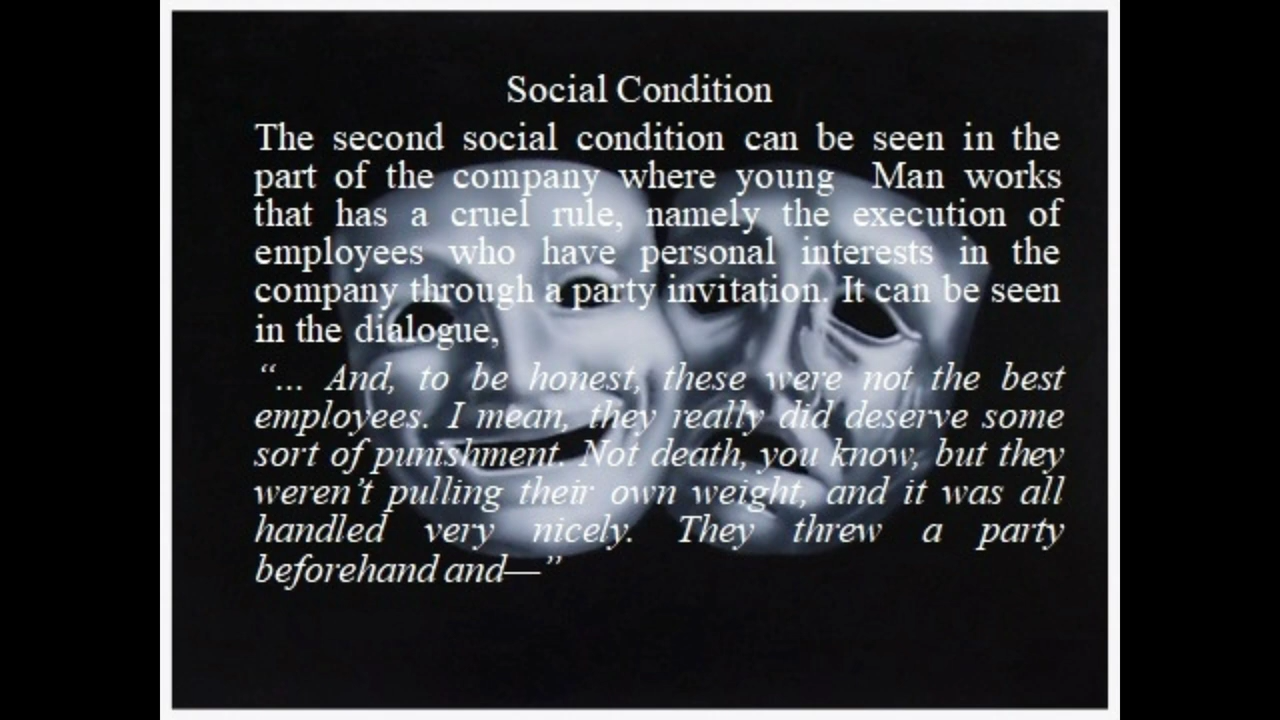 Social Condition
The second social condition can be seen in the
part of the company where young Man works
that has a cruel rule, namely the execution of
employees who have personal interests in the
company through a party invitation. It can be seen
in the dialogue,
“... And, to be honest, these were not the best
employees. I mean, they really did deserve some
sort of punishment. Not death, you know, but they
weren’t pulling their own weight, and it was all
handled very nicely. They threw a party
beforehand and—”